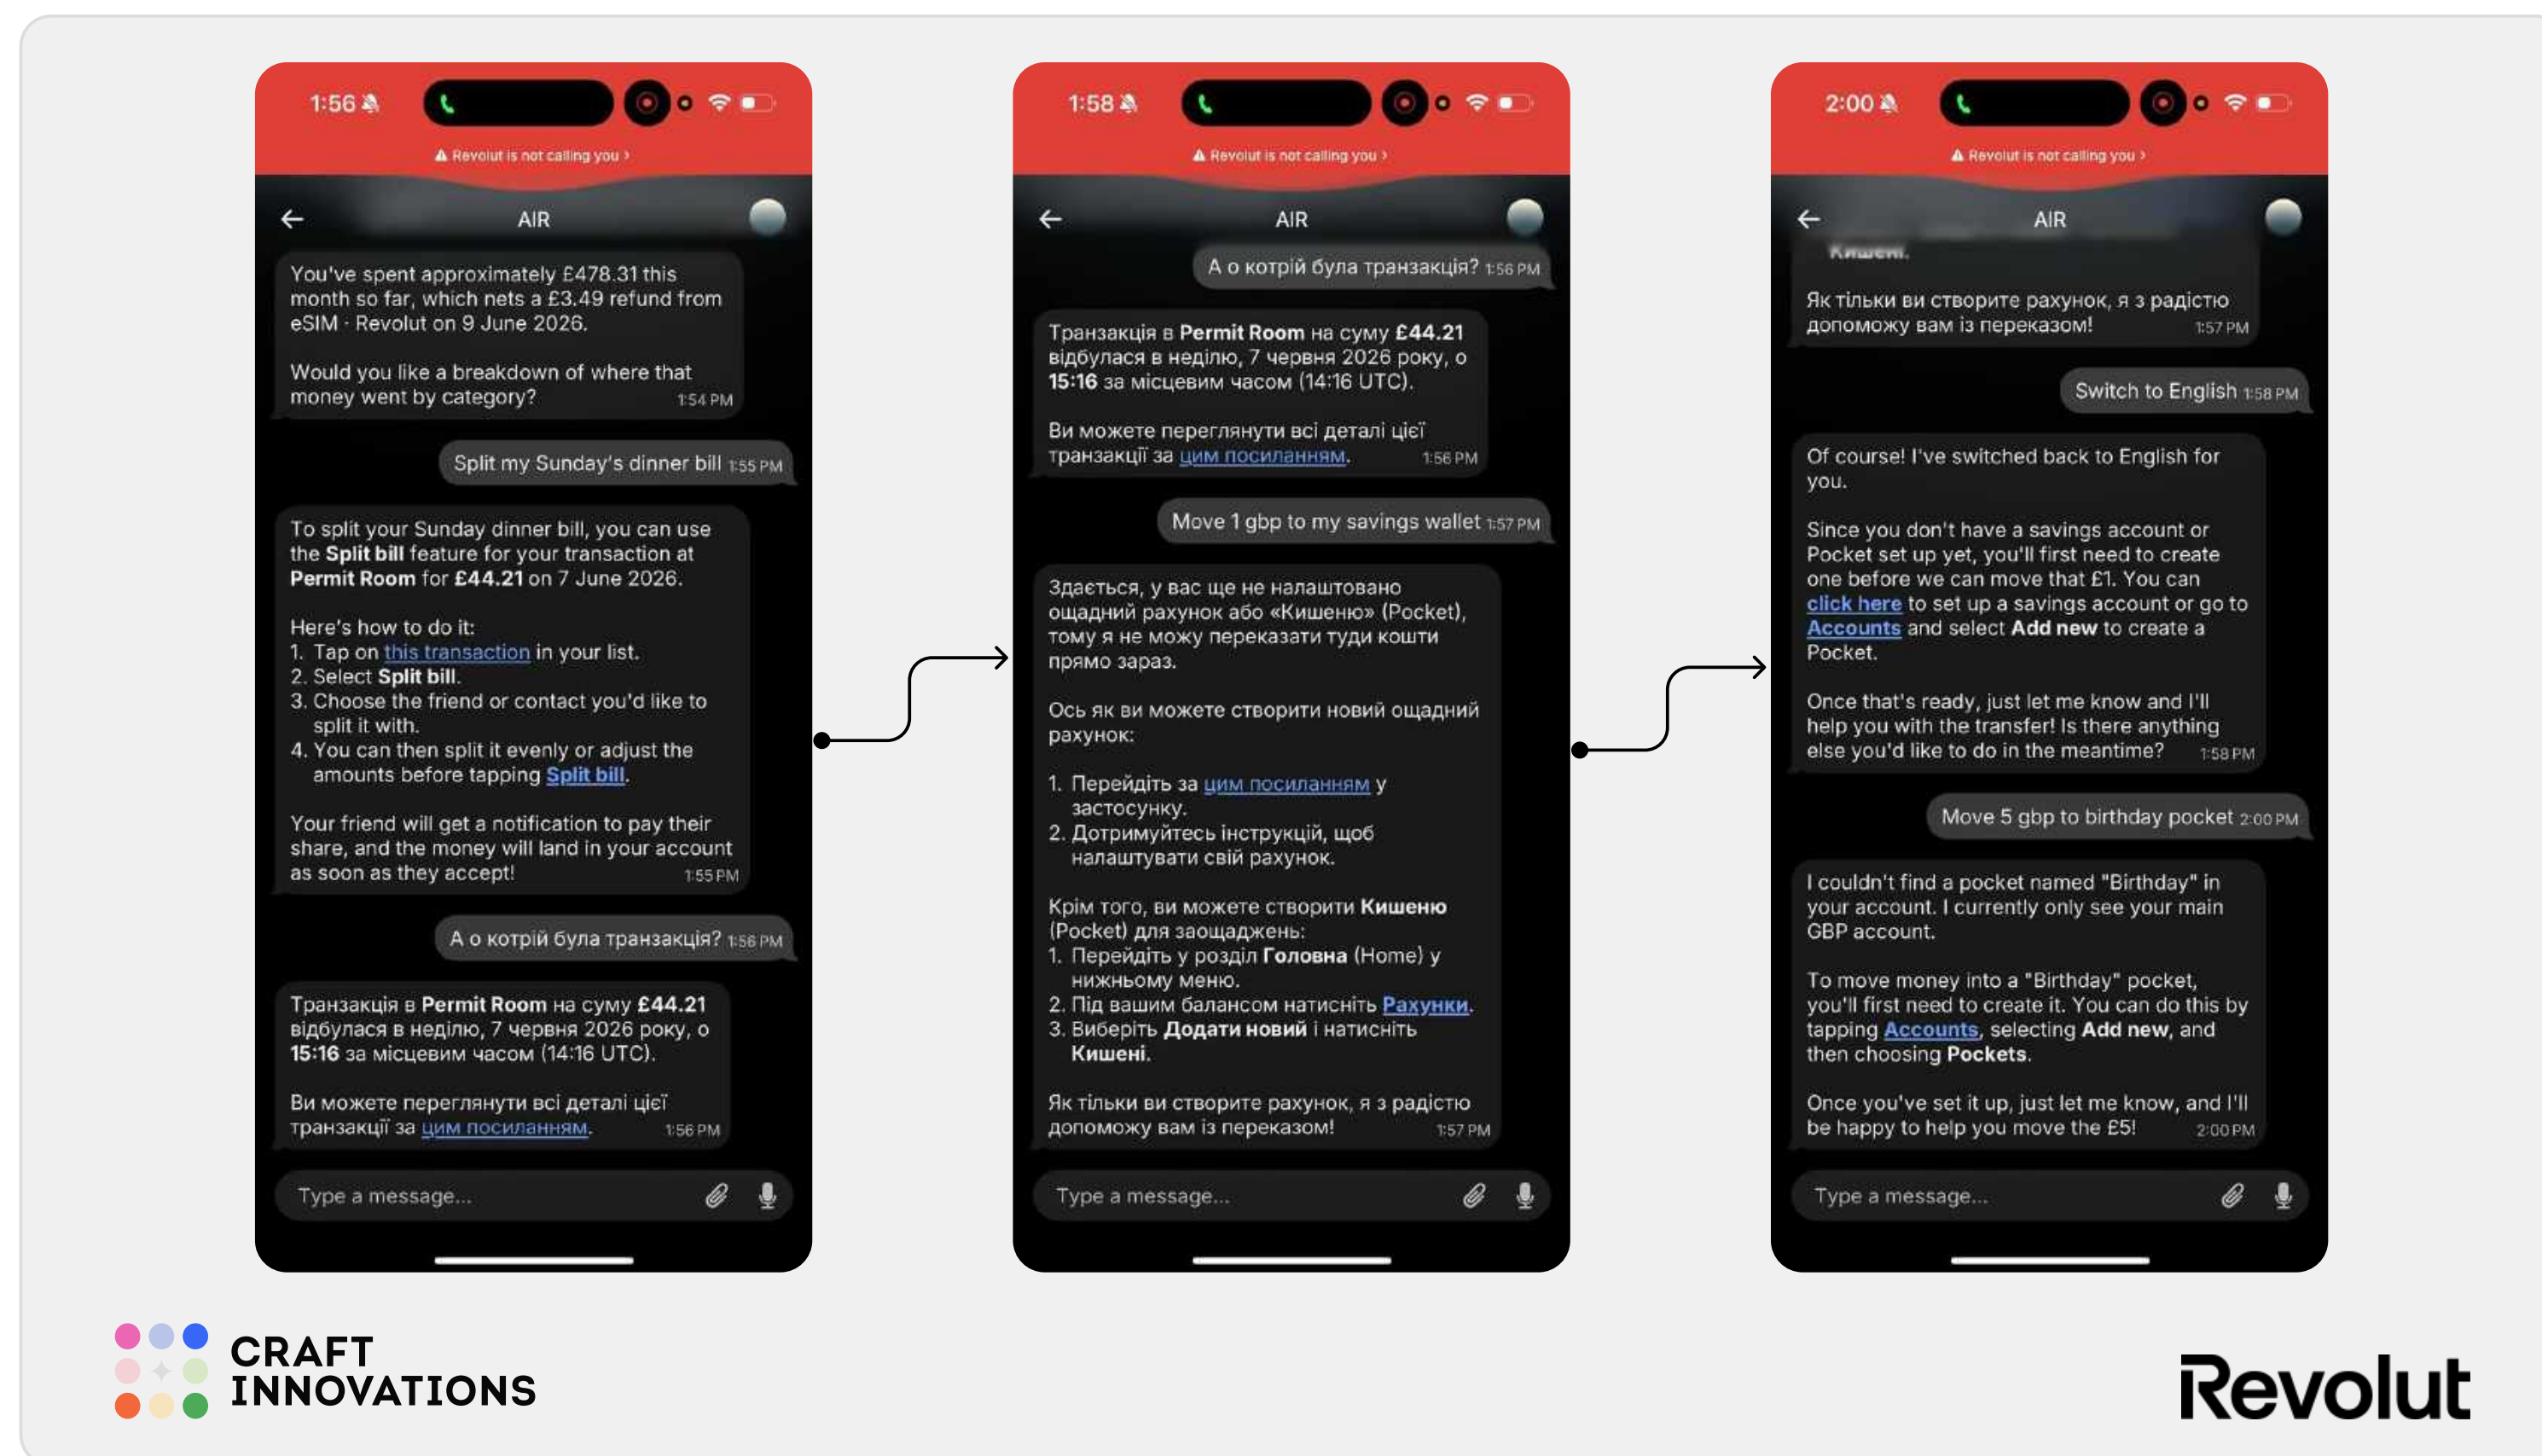 1:56
Revolut is not calling you
AIR
You've spent approximately £478.31 this
month so far, which nets a £3.49 refund from
eSIM · Revolut on 9 June 2026.
Would you like a breakdown of where that
money went by category?
1:54 PM
Split my Sunday's dinner bill 1:55 PM
To split your Sunday dinner bill, you can use
the Split bill feature for your transaction at
Permit Room for £44.21 on 7 June 2026.
Here's how to do it:
1. Tap on this transaction in your list.
2. Select Split bill.
3. Choose the friend or contact you'd like to
split it with.
4. You can then split it evenly or adjust the
amounts before tapping Split bill.
Your friend will get a notification to pay their
share, and the money will land in your account
as soon as they accept!
1:55 PM
А о котрій була транзакція? 1:56 PM
Транзакція в Permit Room на суму £44.21
відбулася в неділю, 7 червня 2026 року, о
15:16 за місцевим часом (14:16 UTC).
Ви можете переглянути всі деталі цієї
транзакції за цим посиланням.
1:56 PM
Type a message...
1:58
Revolut is not calling you
AIR
А о котрій була транзакція? 1:56 PM
Транзакція в Permit Room на суму £44.21
відбулася в неділю, 7 червня 2026 року, о
15:16 за місцевим часом (14:16 UTC).
Ви можете переглянути всі деталі цієї
транзакції за цим посиланням.
1:56 PM
Move 1 gbp to my savings wallet 1:57 PM
Здається, у вас ще не налаштовано
ощадний рахунок або «Кишеню» (Pocket),
тому я не можу переказати туди кошти
прямо зараз.
Ось як ви можете створити новий ощадний
рахунок:
1. Перейдіть за цим посиланням у
застосунку.
2. Дотримуйтесь інструкцій, щоб
налаштувати свій рахунок.
Крім того, ви можете створити Кишеню
(Pocket) для заощаджень:
1. Перейдіть у розділ Головна (Home) у
нижньому меню.
2. Під вашим балансом натисніть Рахунки.
3. Виберіть Додати новий і натисніть
Кишені.
Як тільки ви створите рахунок, я з радістю
допоможу вам із переказом!
1:57 PM
Type a message...
2:00
Revolut is not calling you
AIR
Кишені.
Як тільки ви створите рахунок, я з радістю
допоможу вам із переказом!
1:57 PM
Switch to English 1:58 PM
Of course! I've switched back to English for
you.
Since you don't have a savings account or
Pocket set up yet, you'll first need to create
one before we can move that £1. You can
click here to set up a savings account or go to
Accounts and select Add new to create a
Pocket.
Once that's ready, just let me know and I'll
help you with the transfer! Is there anything
else you'd like to do in the meantime?
1:58 PM
Move 5 gbp to birthday pocket 2:00 PM
I couldn't find a pocket named "Birthday" in
your account. I currently only see your main
GBP account.
To move money into a "Birthday" pocket,
you'll first need to create it. You can do this by
tapping Accounts, selecting Add new, and
then choosing Pockets.
Once you've set it up, just let me know, and I'll
be happy to help you move the £5!
2:00 PM
Type a message...
CRAFT
INNOVATIONS
Revolut